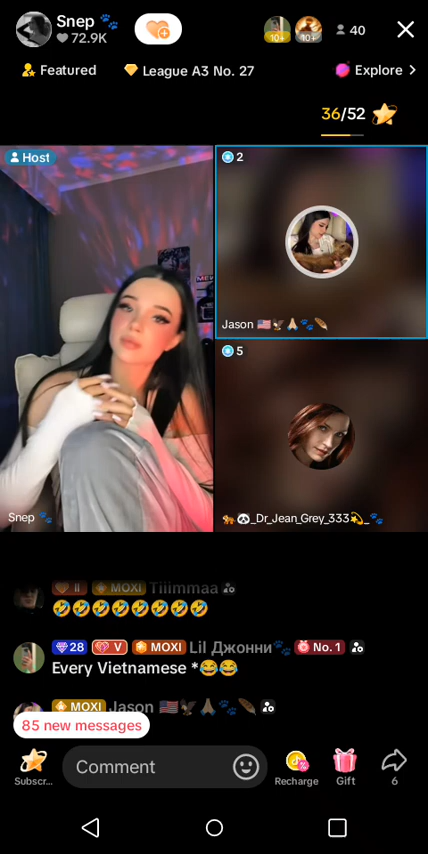 Snep 🐾
72.9K
10+
10+
40
Featured
League A3 No. 27
Explore >
36/52
Host
2
Jason 🇺🇸🦅🙏🏼🐾🪶
Snep 🐾
5
🐅🐼_Dr_Jean_Grey_333💫_🐾
II MOXI Tiiimmaa
🤣🤣🤣🤣🤣🤣🤣🤣
28 V MOXI Lil Джонни🐾 No. 1
Every Vietnamese *😂😂
MOXI Jason 🇺🇸🦅🙏🏼🐾🪶
85 new messages
Comment
Subscr...
Recharge
Gift
6